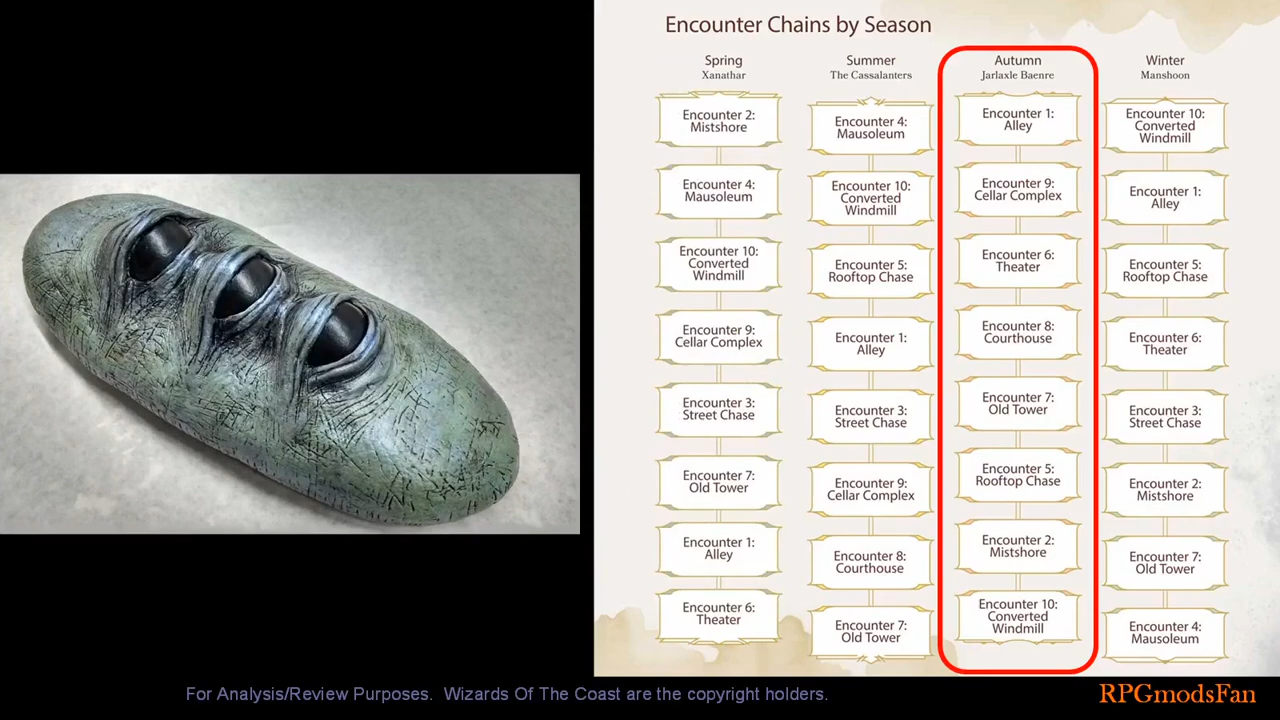 Encounter Chains by Season
Spring
Xanathar
Encounter 2:
Mistshore
Encounter 4:
Mausoleum
Encounter 10:
Converted
Windmill
Encounter 9:
Cellar Complex
Encounter 3:
Street Chase
Encounter 7:
Old Tower
Encounter 1:
Alley
Encounter 6:
Theater
Summer
The Cassalanters
Encounter 4:
Mausoleum
Encounter 10:
Converted
Windmill
Encounter 5:
Rooftop Chase
Encounter 1:
Alley
Encounter 3:
Street Chase
Encounter 9:
Cellar Complex
Encounter 8:
Courthouse
Encounter 7:
Old Tower
Autumn
Jarlaxle Baenre
Encounter 1:
Alley
Encounter 9:
Cellar Complex
Encounter 6:
Theater
Encounter 8:
Courthouse
Encounter 7:
Old Tower
Encounter 5:
Rooftop Chase
Encounter 2:
Mistshore
Encounter 10:
Converted
Windmill
Winter
Manshoon
Encounter 10:
Converted
Windmill
Encounter 1:
Alley
Encounter 5:
Rooftop Chase
Encounter 6:
Theater
Encounter 3:
Street Chase
Encounter 2:
Mistshore
Encounter 7:
Old Tower
Encounter 4:
Mausoleum
For Analysis/Review Purposes. Wizards Of The Coast are the copyright holders.
RPGmodsFan